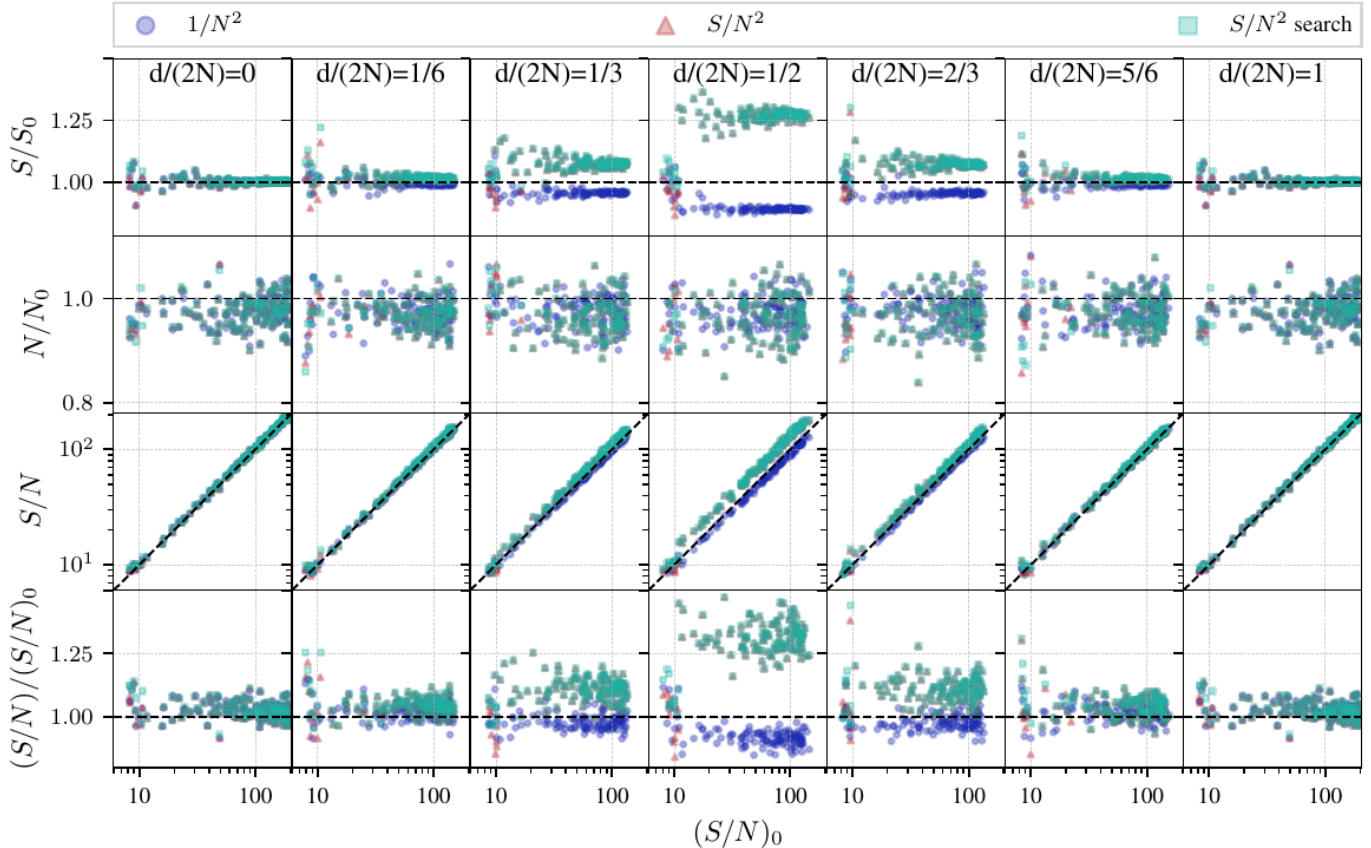 1/N² S/N² S/N² search
d/(2N)=0 d/(2N)=1/6 d/(2N)=1/3 d/(2N)=1/2 d/(2N)=2/3 d/(2N)=5/6 d/(2N)=1
S/S₀
1.25
1.00
N/N₀
1.0
0.8
S/N
10²
10¹
(S/N)/(S/N)₀
1.25
1.00
10 100 10 100 10 100 10 100 10 100 10 100 10 100
(S/N)₀